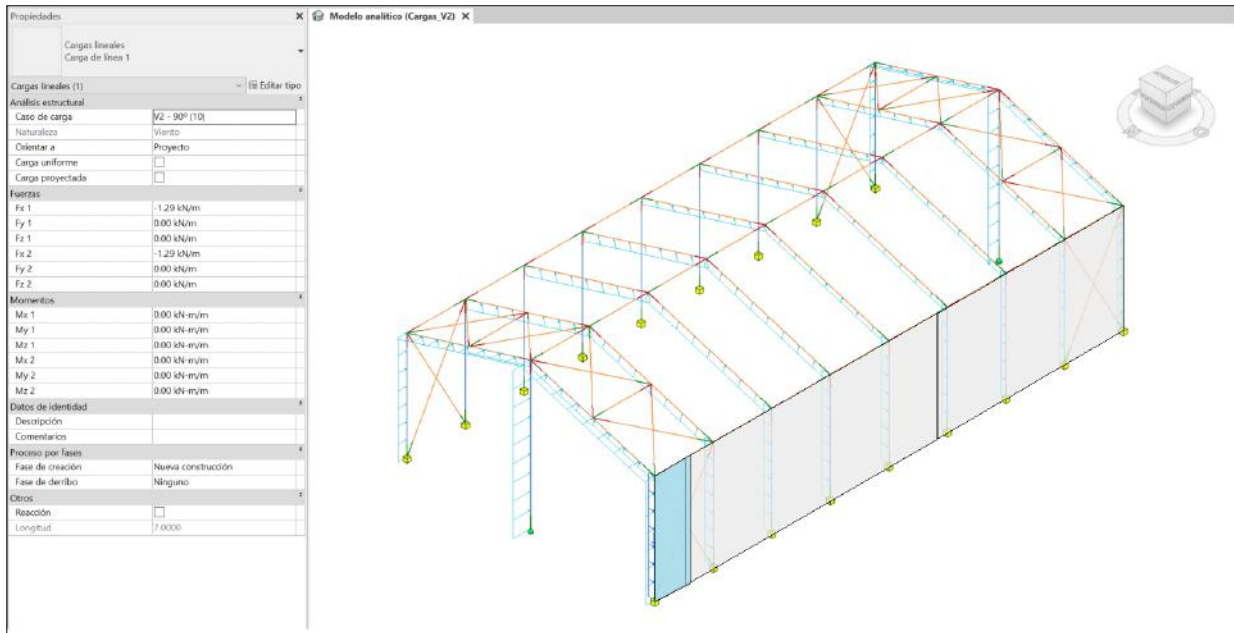 Propiedades
Modelo analítico (Cargas_V2)
Cargas lineales
Carga de línea 1
Cargas lineales (1)
Editar tipo
Análisis estructural
Caso de carga V2 - 90º (10)
Naturaleza Viento
Orientar a Proyecto
Carga uniforme
Carga proyectada
Fuerzas
Fx 1 -1.29 kN/m
Fy 1 0.00 kN/m
Fz 1 0.00 kN/m
Fx 2 -1.29 kN/m
Fy 2 0.00 kN/m
Fz 2 0.00 kN/m
Momentos
Mx 1 0.00 kN-m/m
My 1 0.00 kN-m/m
Mz 1 0.00 kN-m/m
Mx 2 0.00 kN-m/m
My 2 0.00 kN-m/m
Mz 2 0.00 kN-m/m
Datos de identidad
Descripción
Comentarios
Proceso por fases
Fase de creación Nueva construcción
Fase de derribo Ninguno
Otros
Reacción
Longitud 7.0000